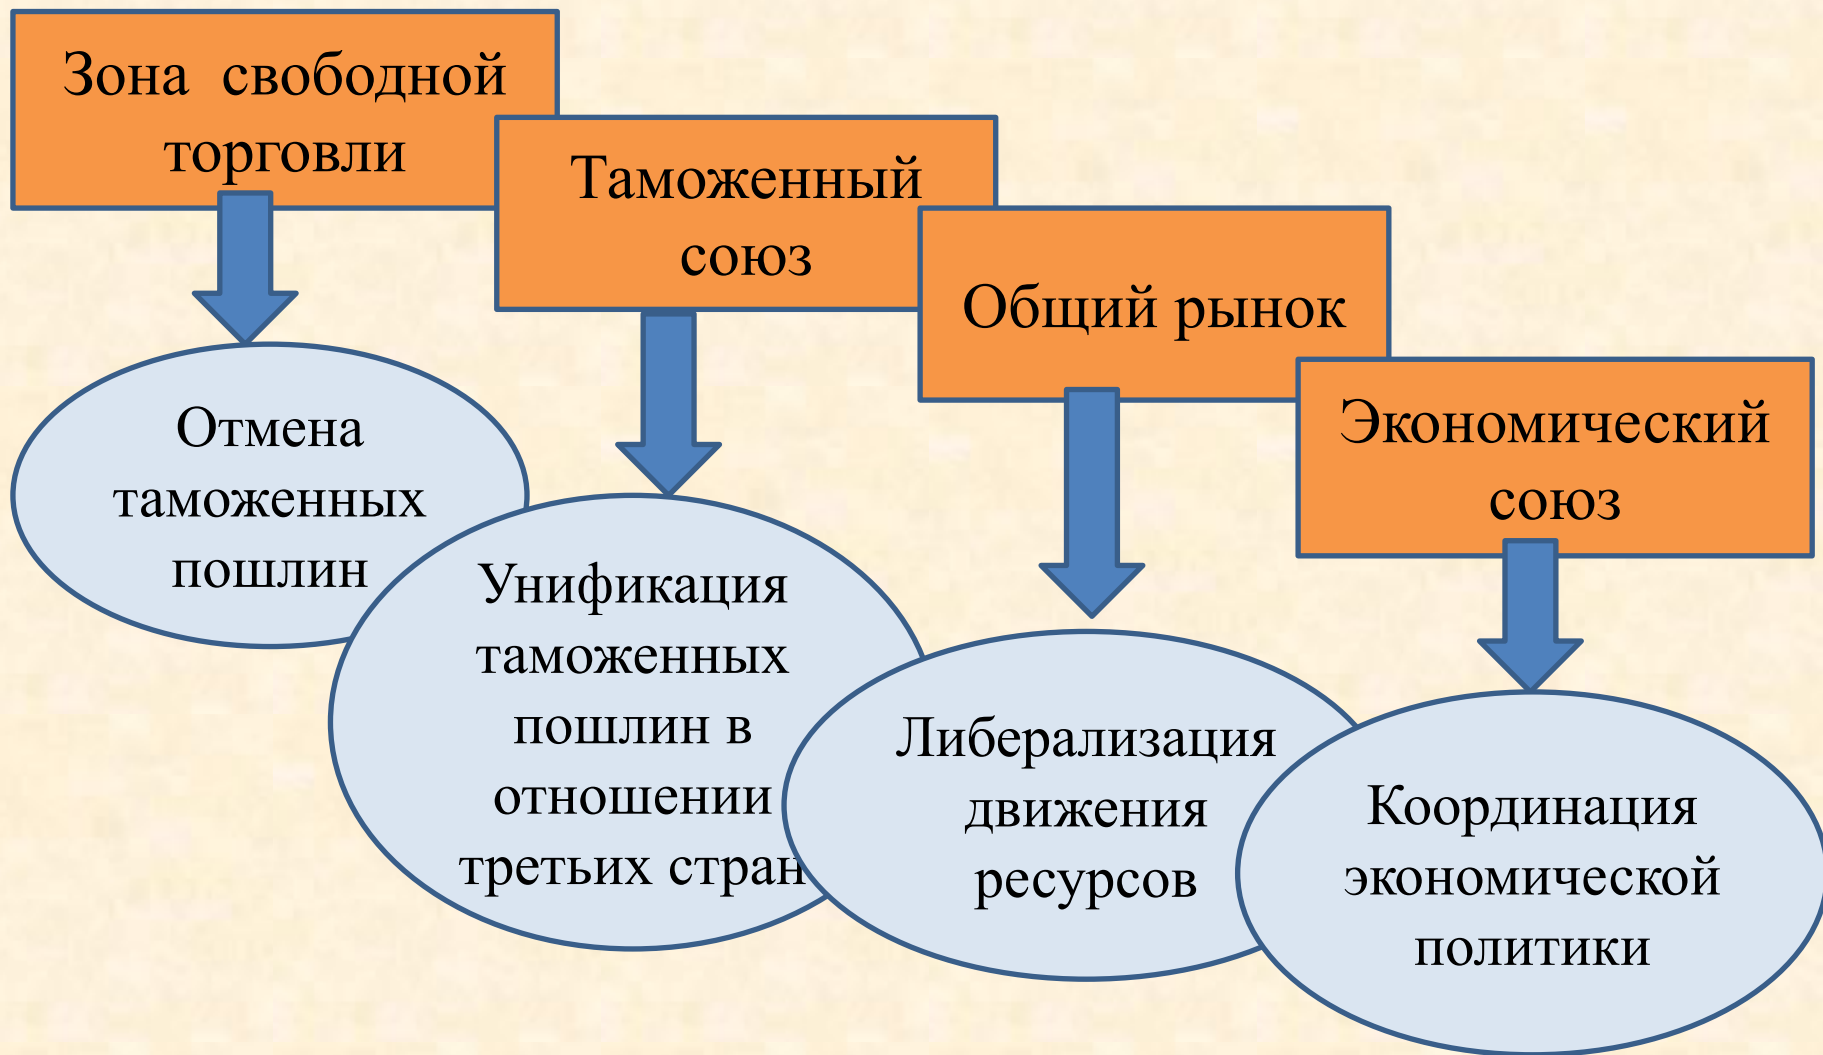 Зона свободной
торговли
Таможенный
союз
Общий рынок
Экономический
союз
Отмена
таможенных
пошлин
Унификация
таможенных
пошлин в
отношении
третьих стран
Либерализация
движения
ресурсов
Координация
экономической
политики